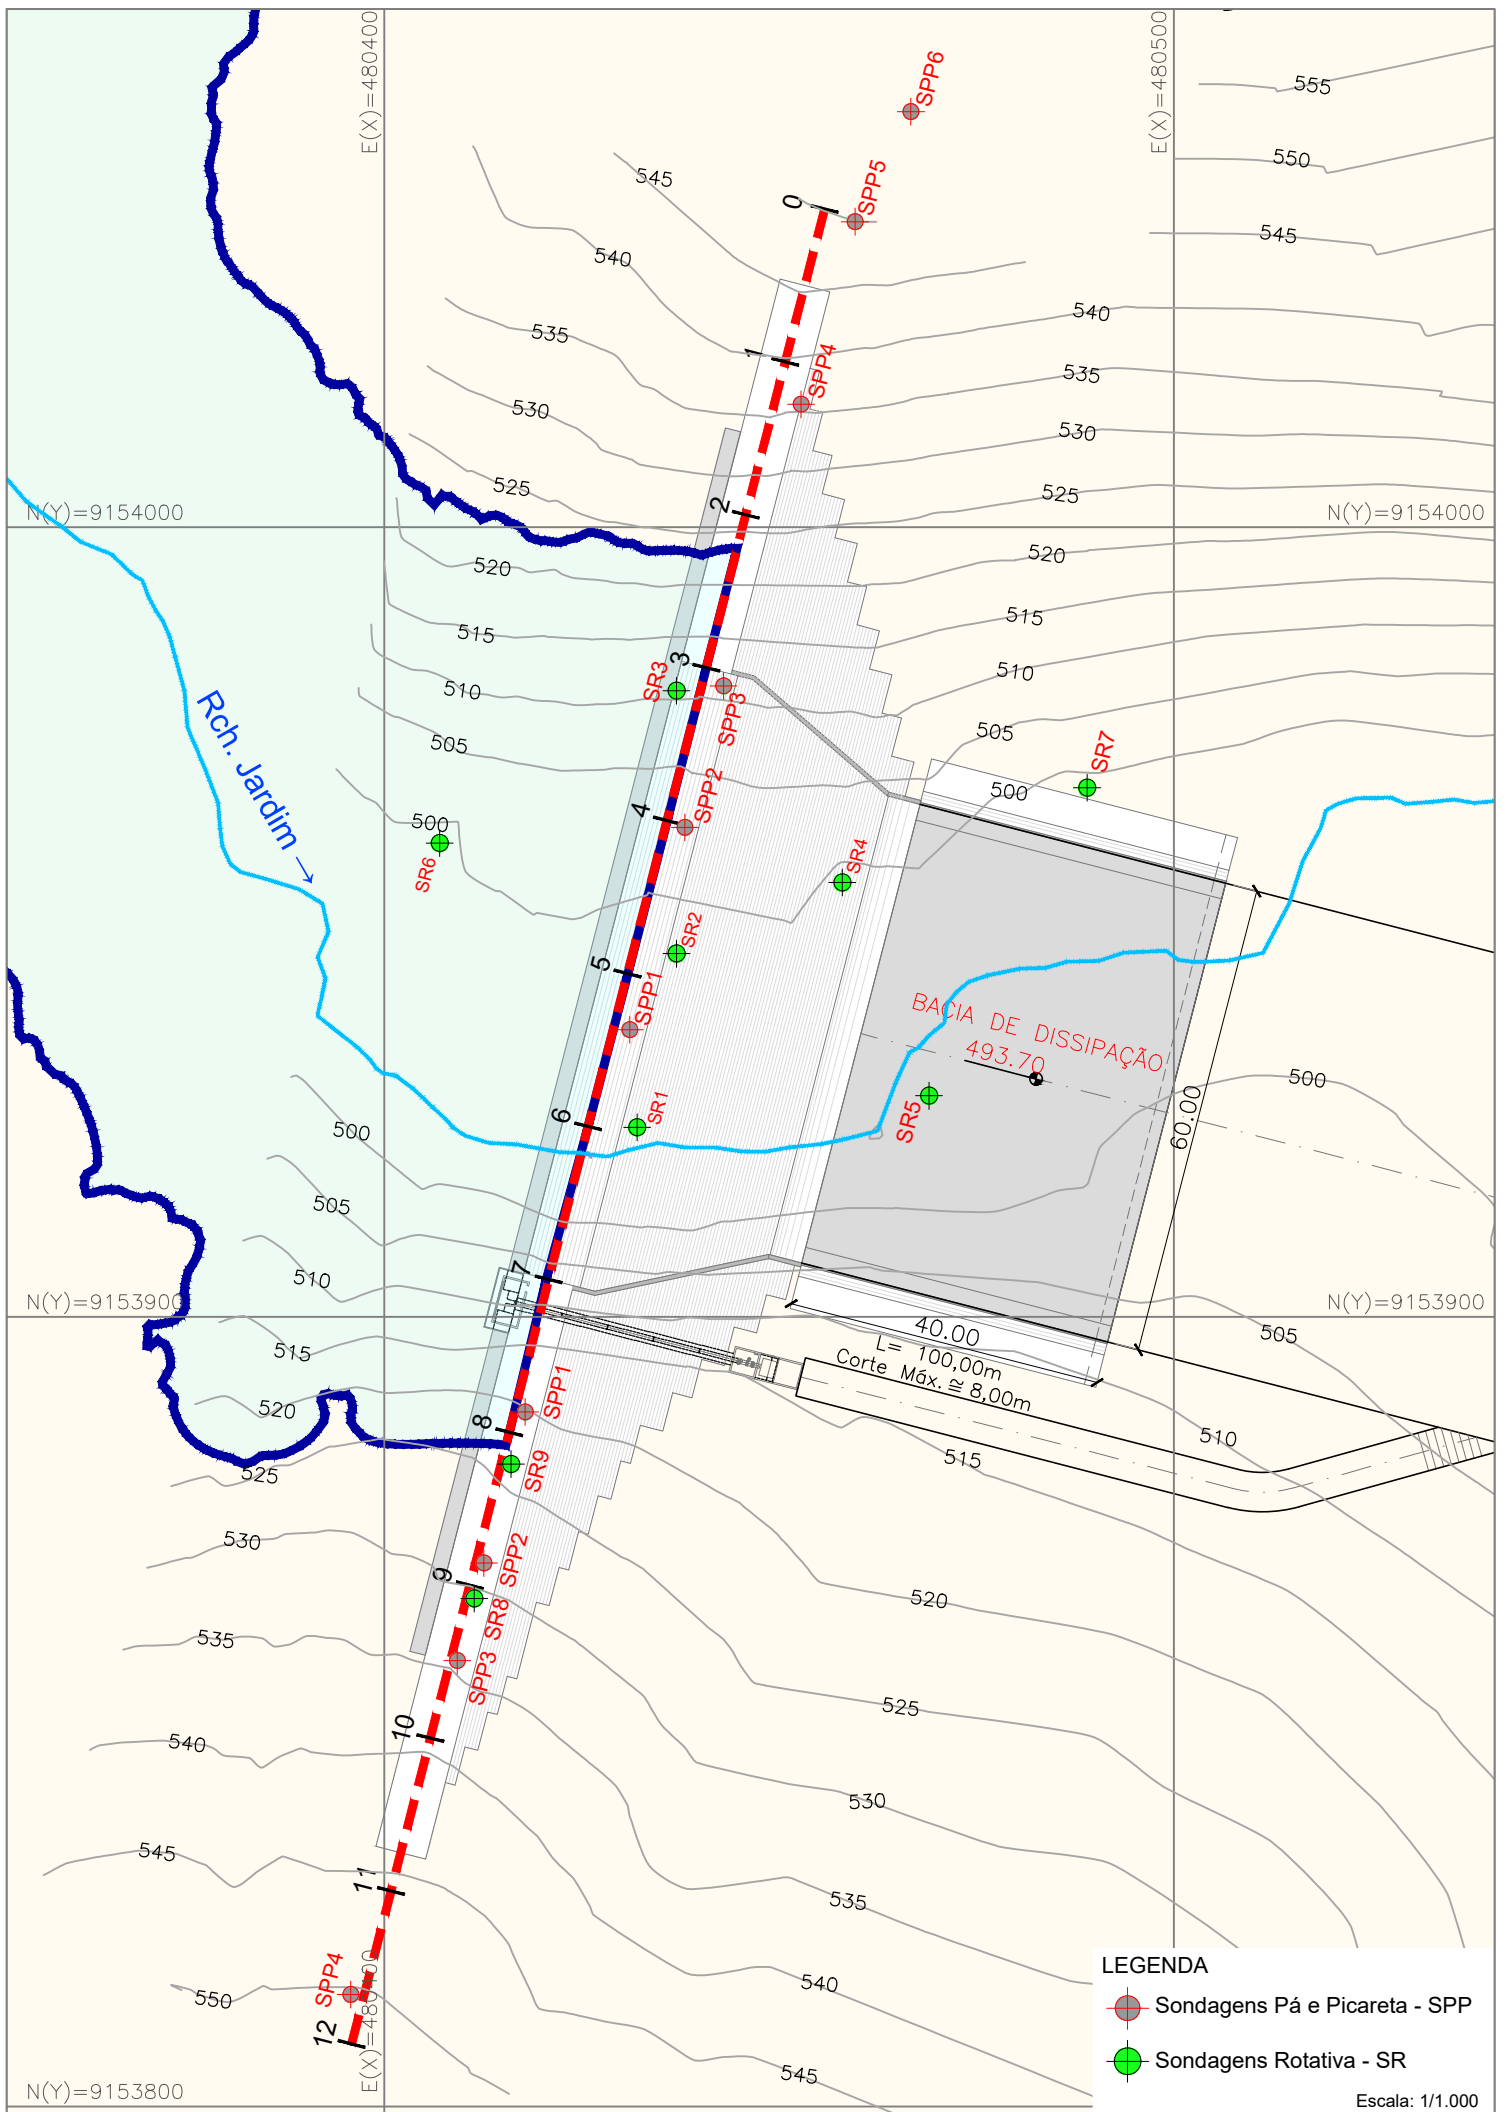 E(X)=480400
E(X)=480500
SPP6
555
550
SPP5
545
0
545
540
540
535
1
SPP4
535
530
530
525
2
525
N(Y)=9154000
N(Y)=9154000
520
520
515
515
3
SR3
SPP3
510
510
505
505
Rch. Jardim →
SR7
500
SPP2
4
500
SR6
SR4
SR2
5
SPP1
BACIA DE DISSIPAÇÃO
493.70
60.00
SR5
SR1
6
500
500
505
7
510
N(Y)=9153900
N(Y)=9153900
40.00
L= 100,00m
Corte Máx. ≅ 8,00m
505
515
SPP1
8
520
510
515
525
SR9
530
SPP2
9
SR8
520
535
SPP3
525
10
540
530
545
11
535
SPP4
550
540
12
E(X)=480400
545
N(Y)=9153800
LEGENDA
Sondagens Pá e Picareta - SPP
Sondagens Rotativa - SR
Escala: 1/1.000